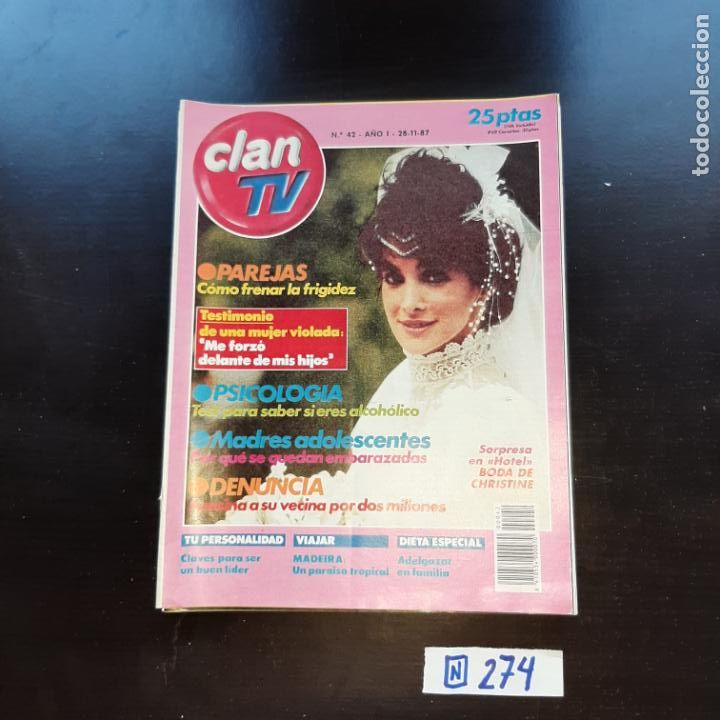 todocoleccion.net
clan
TV
N.º 42 - AÑO I - 28-11-87
25 ptas
PAREJAS
Cómo frenar la frigidez
Testimonio
de una mujer violada:
"Me forzó
delante de mis hijos"
PSICOLOGIA
Test para saber si eres alcohólico
Madres adolescentes
Por qué se quedan embarazadas
DENUNCIA
a su vecina por dos millones
Sorpresa
en «Hotel»
BODA DE
CHRISTINE
TU PERSONALIDAD
Claves para ser
un buen líder
VIAJAR
MADEIRA:
Un paraíso tropical
DIETA ESPECIAL
Adelgazar
en familia
N 274